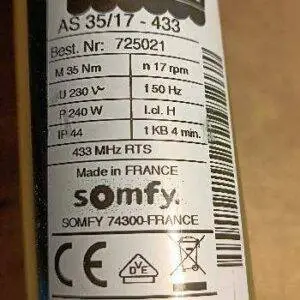 AS 35/17 - 433
Best. Nr: 725021
M 35 Nm n 17 rpm
U 230 V~ f 50 Hz
P 240 W I.cl. H
IP 44 t KB 4 min.
433 MHz RTS
Made in FRANCE
somfy.
SOMFY 74300-FRANCE
CE VDE